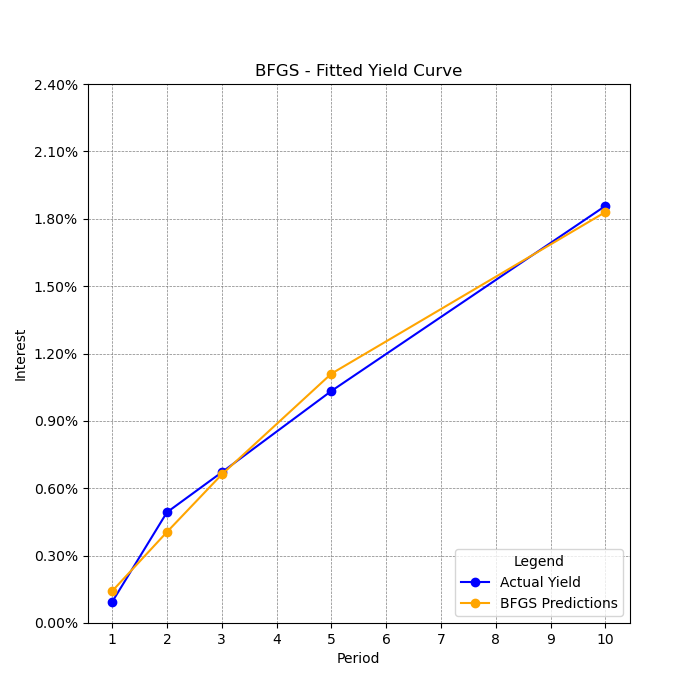 BFGS - Fitted Yield Curve
2.40%
2.10%
1.80%
1.50%
1.20%
0.90%
0.60%
0.30%
0.00%
Interest
1 2 3 4 5 6 7 8 9 10
Period
Legend
Actual Yield
BFGS Predictions